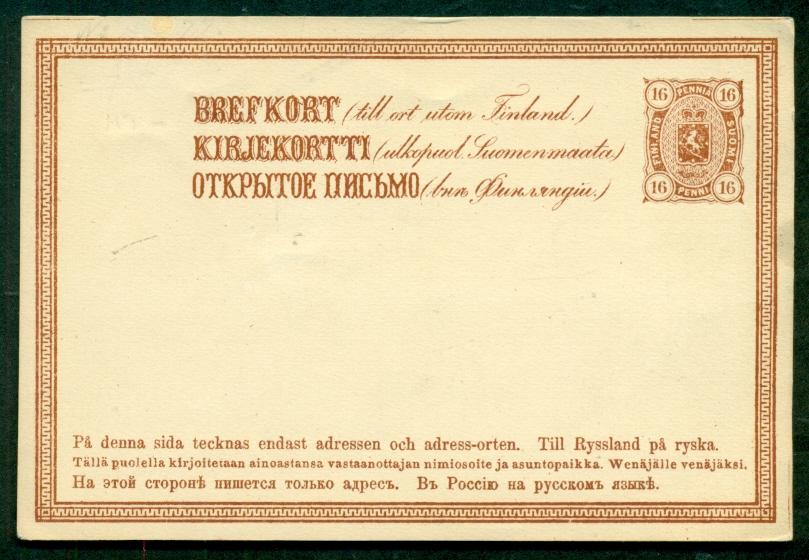 BREFKORT (till ort utom Finland.)
KIRJEKORTTI (ulkopuol. Suomenmaata)
ОТКРЫТОЕ ПИСЬМО (внѣ Финляндіи.)
16 PENNIÄ 16
FINLAND SUOMI
16 PENNI 16
På denna sida tecknas endast adressen och adress-orten. Till Ryssland på ryska.
Tällä puolella kirjoitetaan ainoastansa vastaanottajan nimiosoite ja asuntopaikka. Wenäjälle venäjäksi.
На этой сторонѣ пишется только адресъ. Въ Россію на русскомъ языкѣ.